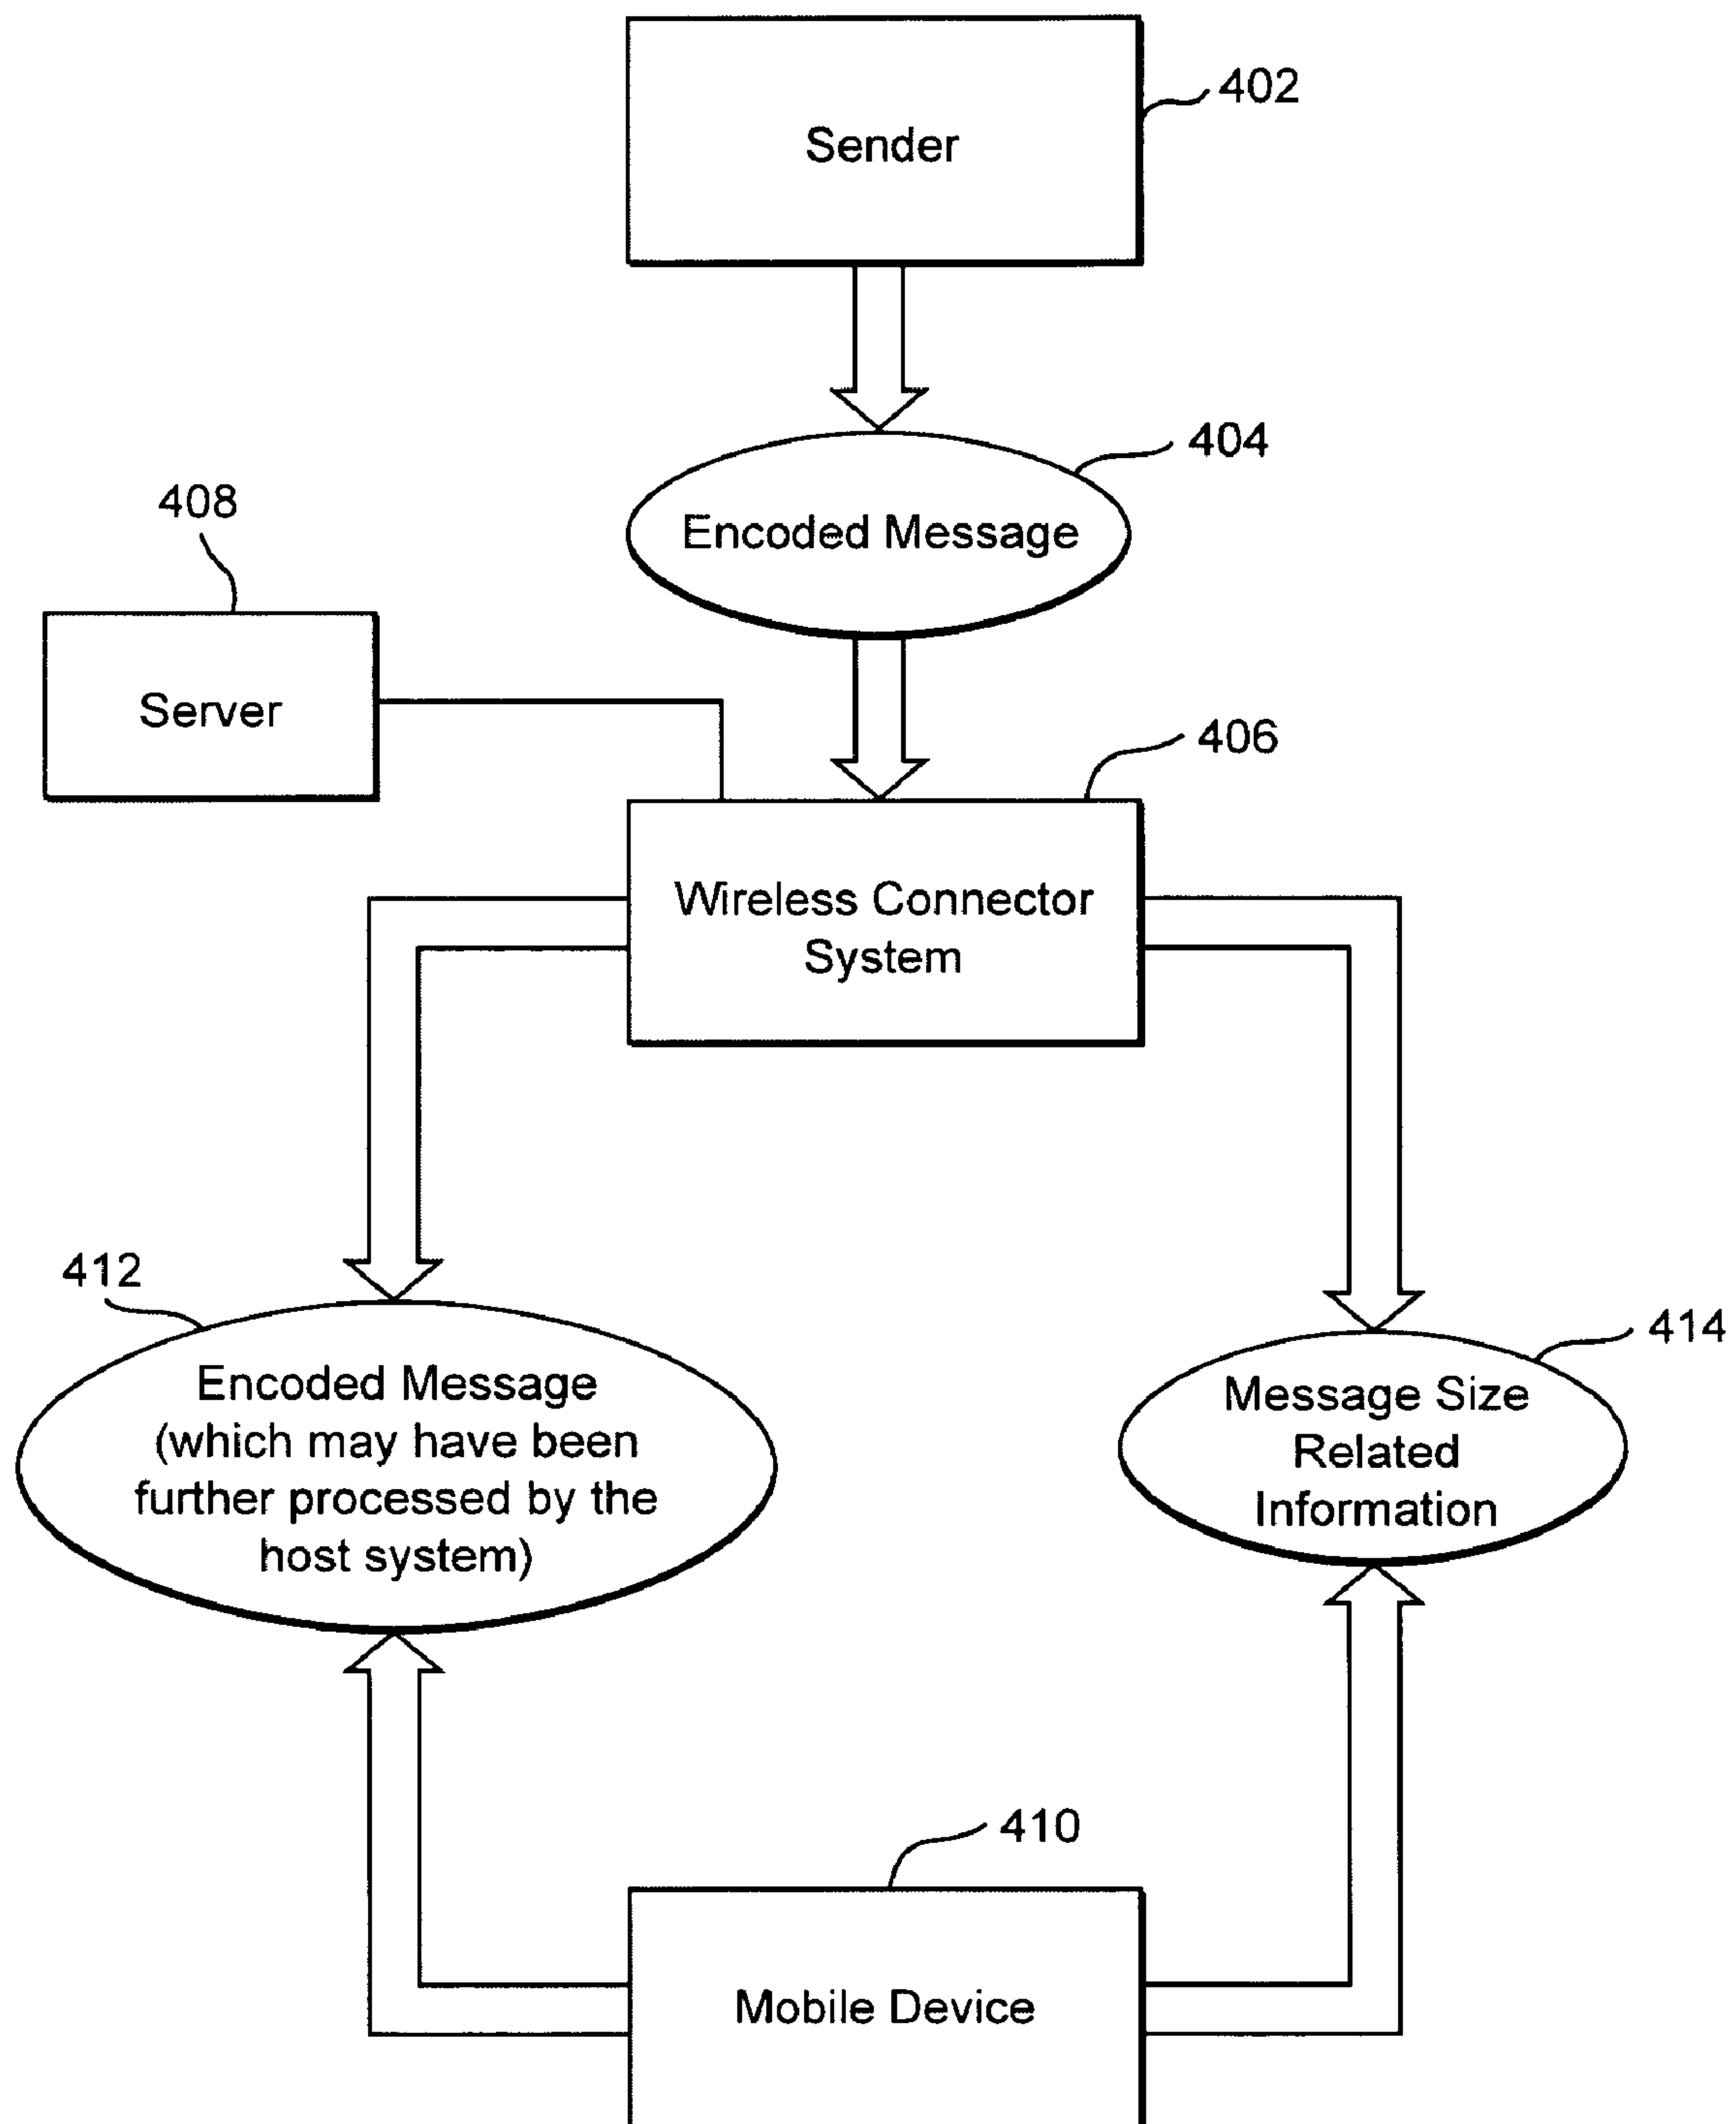 402
Sender
404
Encoded Message
408
Server
406
Wireless Connector
System
412
Encoded Message
(which may have been
further processed by the
host system)
414
Message Size
Related
Information
410
Mobile Device